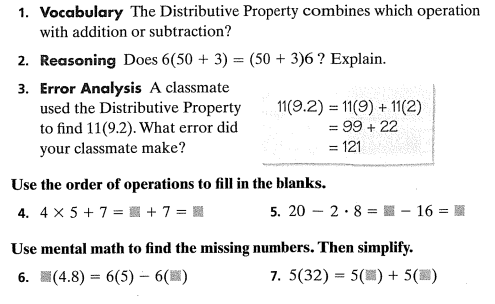 1. Vocabulary The Distributive Property combines which operation
with addition or subtraction?
2. Reasoning Does 6(50 + 3) = (50 + 3)6 ? Explain.
3. Error Analysis A classmate
used the Distributive Property
to find 11(9.2). What error did
your classmate make?
11(9.2) = 11(9) + 11(2)
= 99 + 22
= 121
Use the order of operations to fill in the blanks.
4. 4 × 5 + 7 = ■ + 7 = ■
5. 20 − 2 · 8 = ■ − 16 = ■
Use mental math to find the missing numbers. Then simplify.
6. ■(4.8) = 6(5) − 6(■)
7. 5(32) = 5(■) + 5(■)